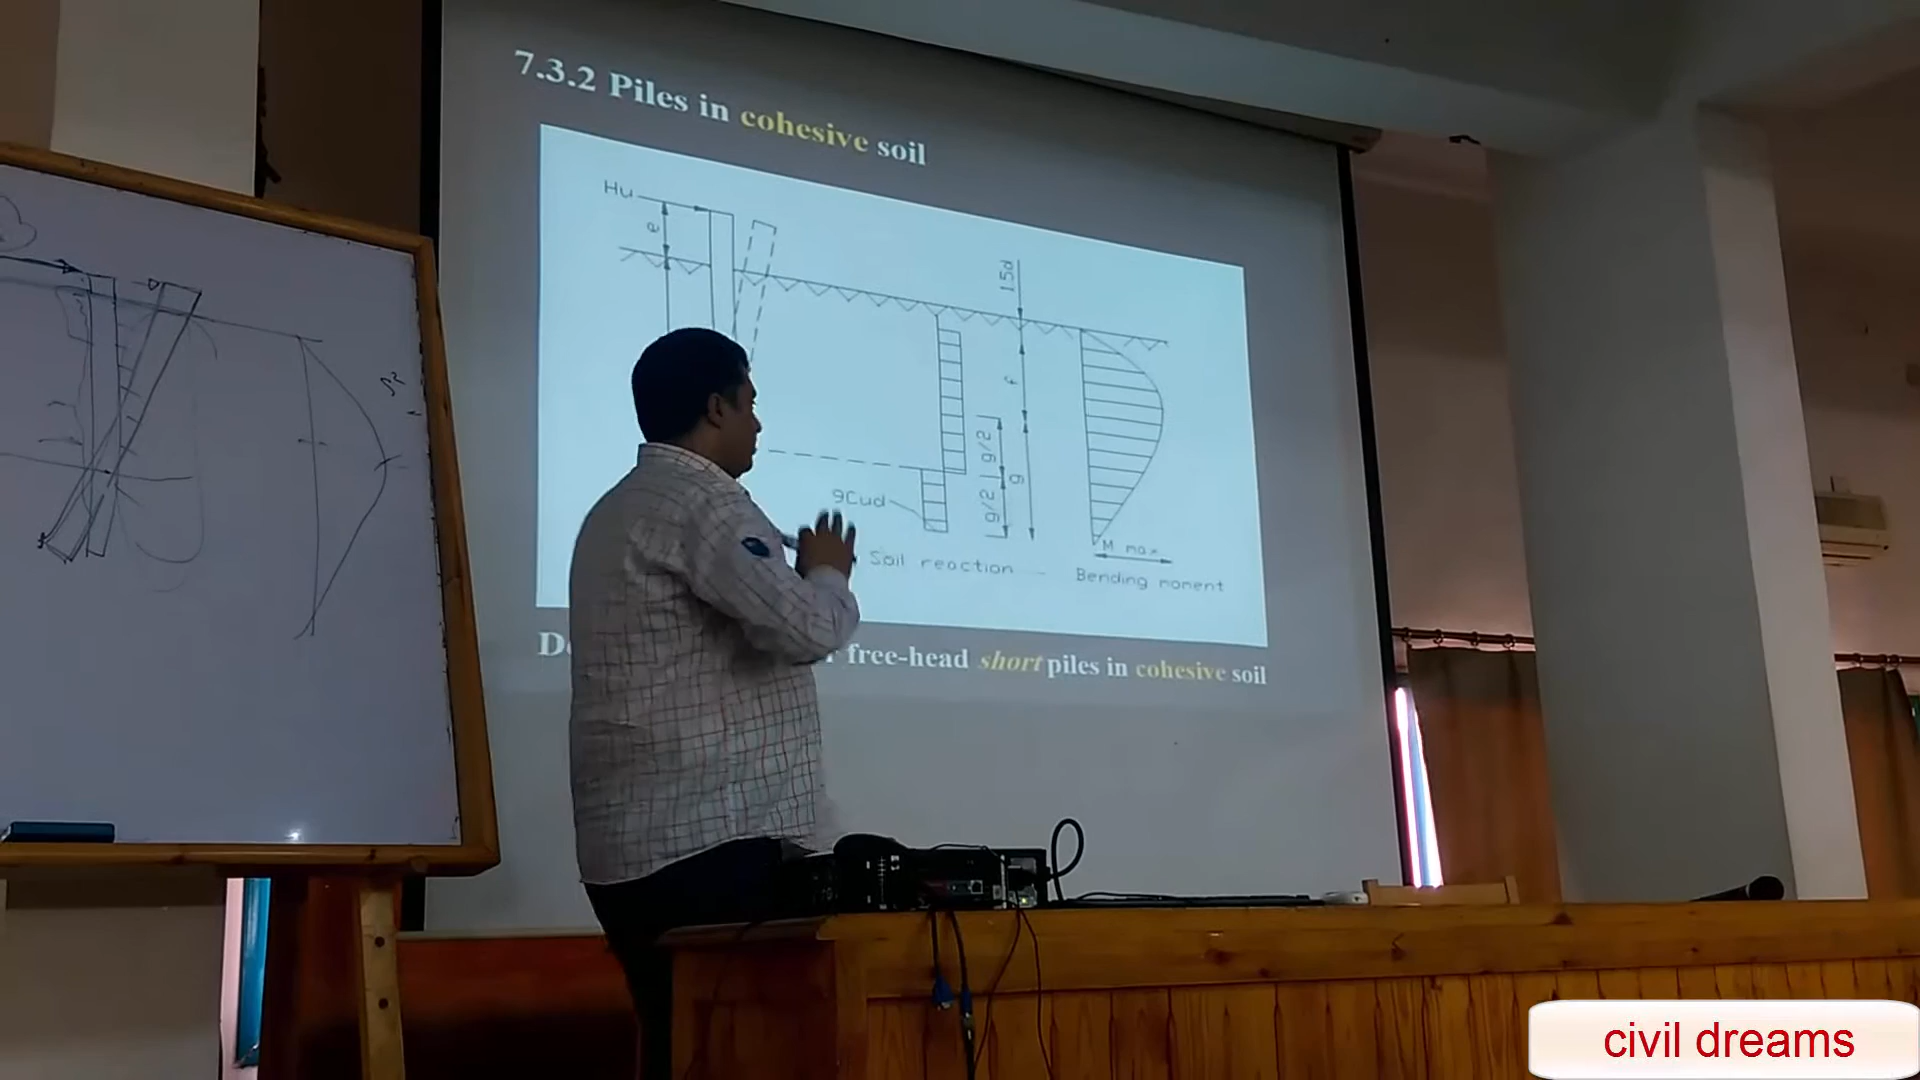 7.3.2 Piles in cohesive soil
Hu
e
1.5d
f
g/2
g/2
g
9Cud
Soil reaction
M max
Bending moment
free-head short piles in cohesive soil
civil dreams